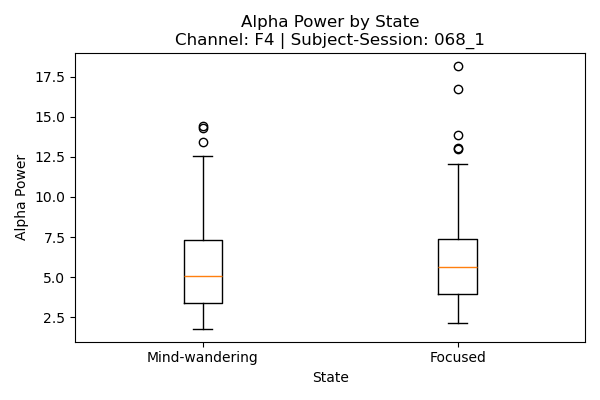 Alpha Power by State
Channel: F4 | Subject-Session: 068_1
17.5
15.0
12.5
10.0
7.5
5.0
2.5
Alpha Power
Mind-wandering
Focused
State